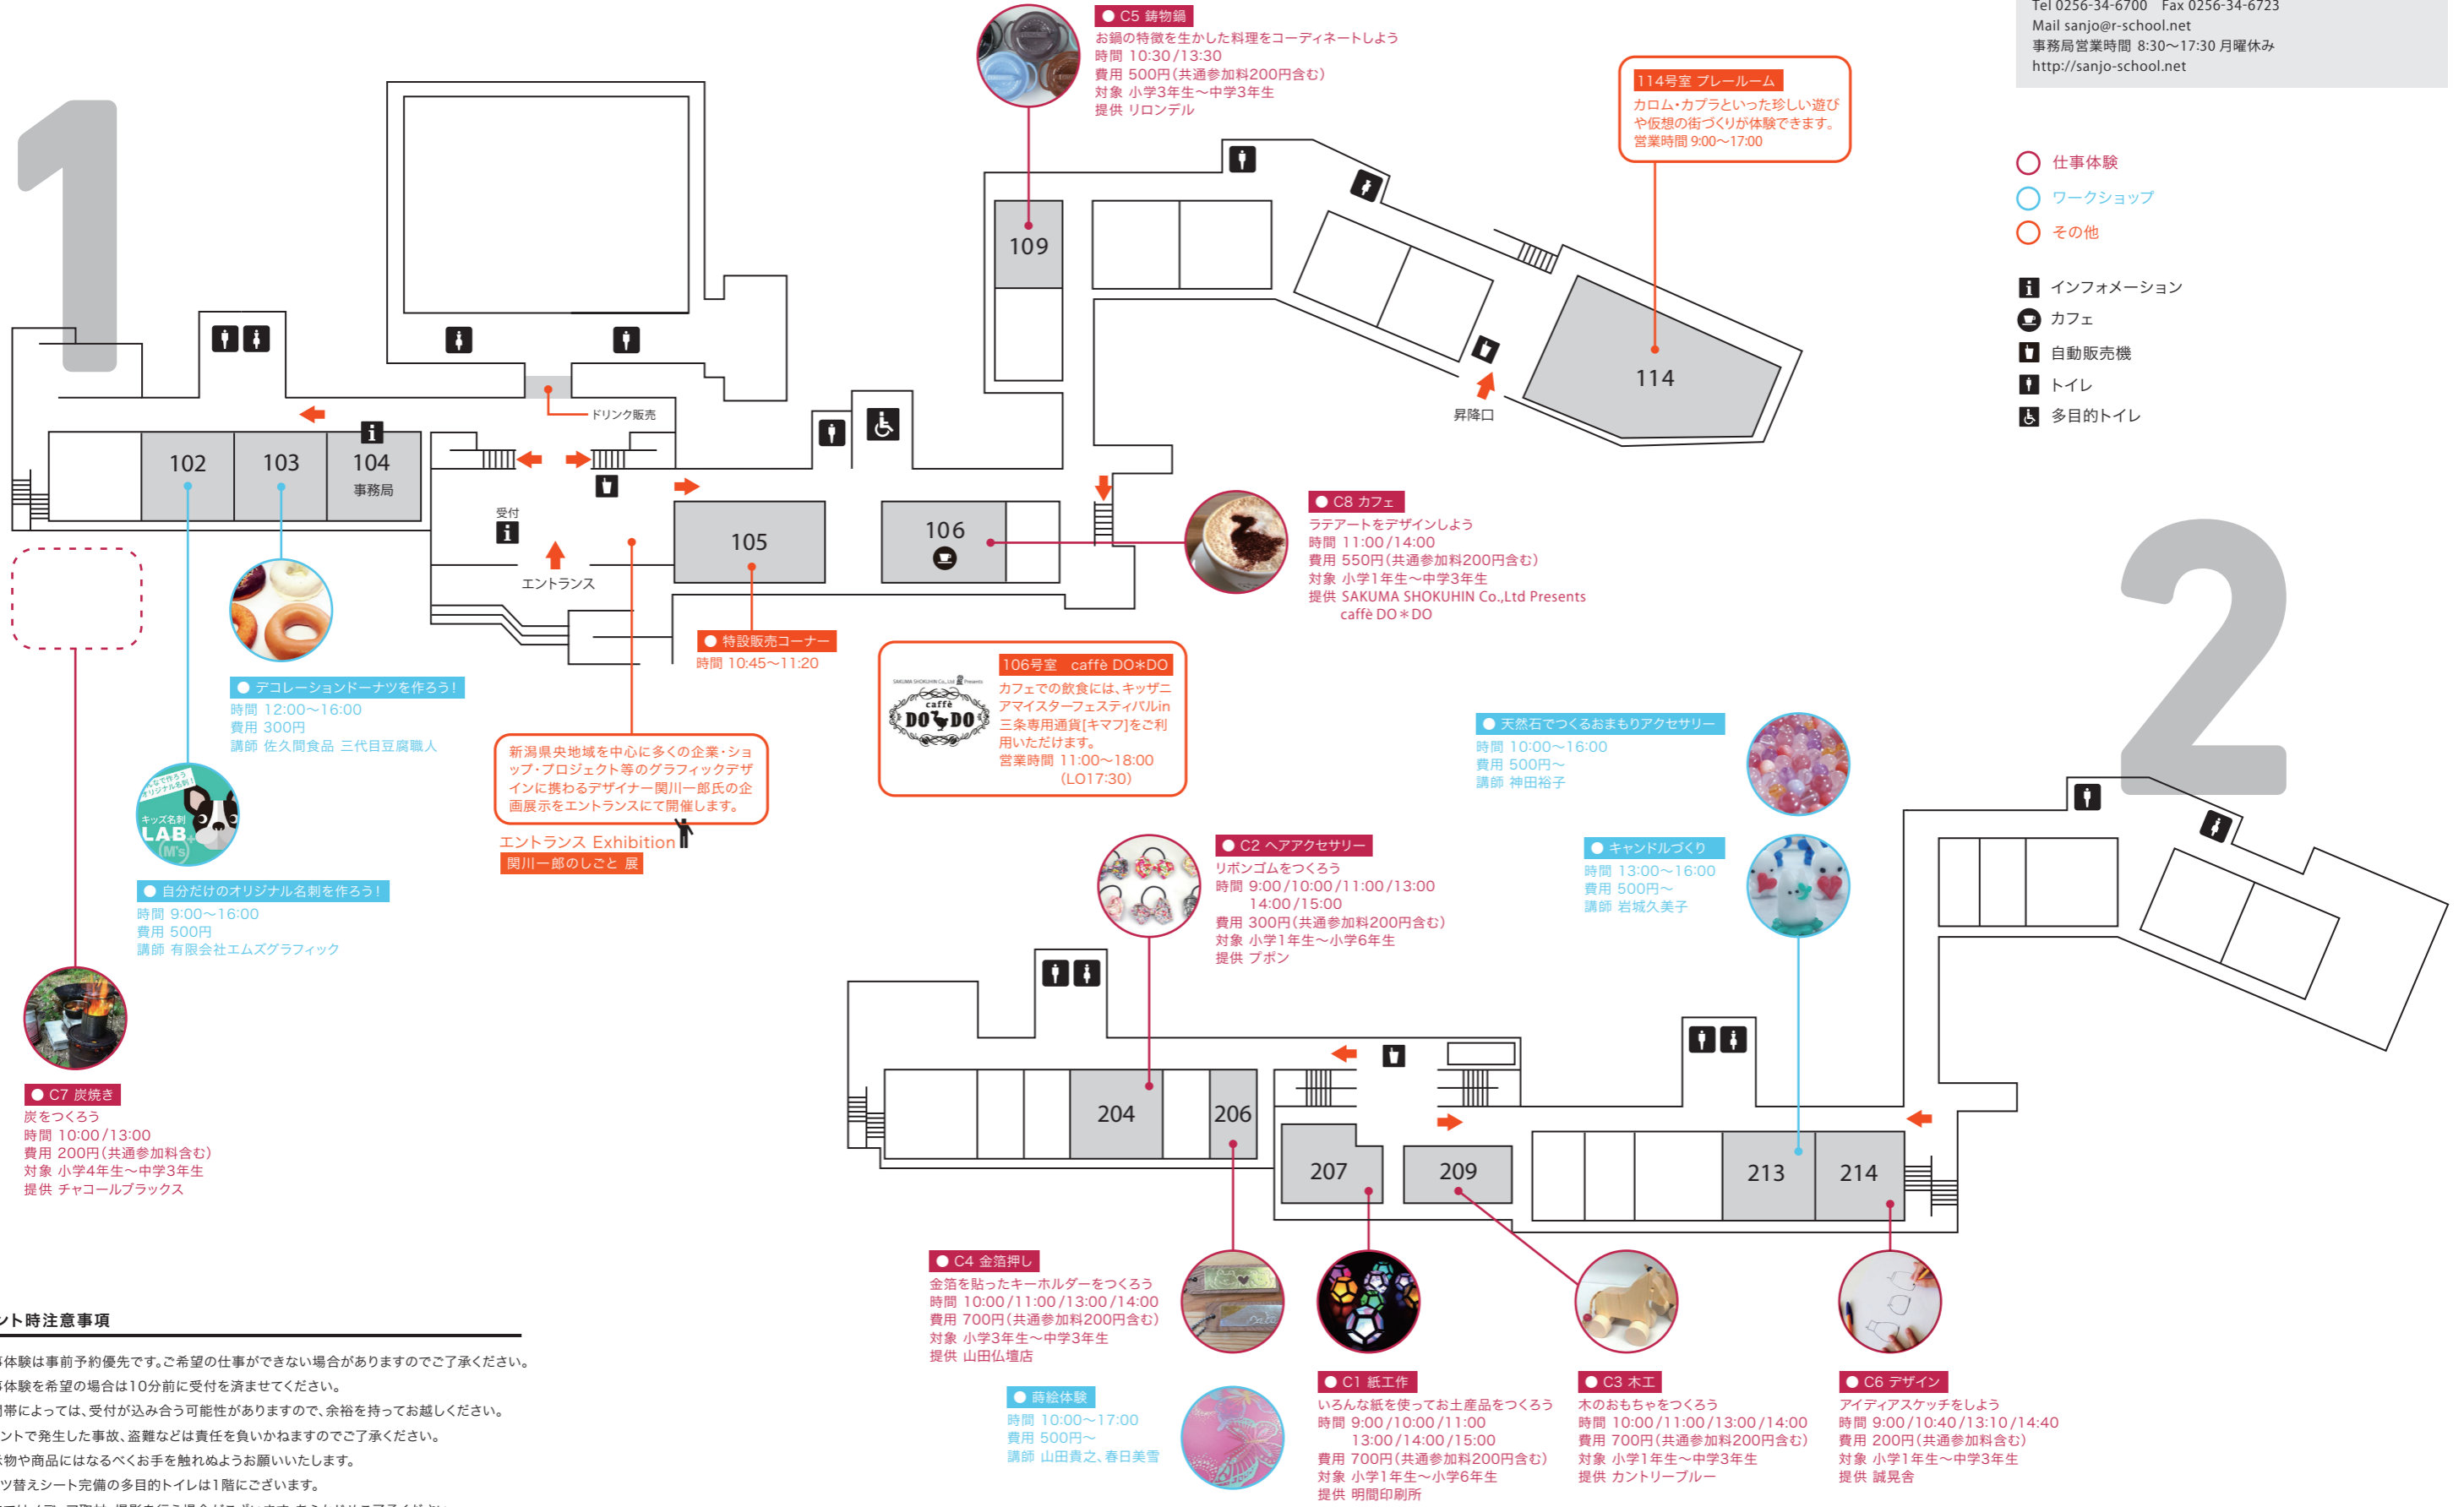 1
● C5 鋳物鍋
お鍋の特徴を生かした料理をコーディネートしよう
時間 10:30/13:30
費用 500円(共通参加料200円含む)
対象 小学3年生〜中学3年生
提供 リロンデル
Tel 0256-34-6700 Fax 0256-34-6723
Mail sanjo@r-school.net
事務局営業時間 8:30〜17:30 月曜休み
http://sanjo-school.net
114号室 プレールーム
カロム・カプラといった珍しい遊び
や仮想の街づくりが体験できます。
営業時間 9:00〜17:00
仕事体験
ワークショップ
その他
インフォメーション
カフェ
自動販売機
トイレ
多目的トイレ
109
114
昇降口
ドリンク販売
102
103
104
事務局
受付
エントランス
105
106
● C8 カフェ
ラテアートをデザインしよう
時間 11:00/14:00
費用 550円(共通参加料200円含む)
対象 小学1年生〜中学3年生
提供 SAKUMA SHOKUHIN Co.,Ltd Presents
caffè DO*DO
● 特設販売コーナー
時間 10:45〜11:20
● デコレーションドーナツを作ろう!
時間 12:00〜16:00
費用 300円
講師 佐久間食品 三代目豆腐職人
SAKUMA SHOKUHIN Co., Ltd Presents
caffè
DO DO
106号室 caffè DO*DO
カフェでの飲食には、キッザニ
アマイスターフェスティバルin
三条専用通貨[キマフ]をご利
用いただけます。
営業時間 11:00〜18:00
(LO17:30)
新潟県央地域を中心に多くの企業・ショ
ップ・プロジェクト等のグラフィックデザ
インに携わるデザイナー関川一郎氏の企
画展示をエントランスにて開催します。
エントランス Exhibition
関川一郎のしごと 展
オリジナル名刺!
キッズ名刺
LAB+
(M's)
● 自分だけのオリジナル名刺を作ろう!
時間 9:00〜16:00
費用 500円
講師 有限会社エムズグラフィック
● C7 炭焼き
炭をつくろう
時間 10:00/13:00
費用 200円(共通参加料含む)
対象 小学4年生〜中学3年生
提供 チャコールブラックス
2
● 天然石でつくるおまもりアクセサリー
時間 10:00〜16:00
費用 500円〜
講師 神田裕子
● キャンドルづくり
時間 13:00〜16:00
費用 500円〜
講師 岩城久美子
● C2 ヘアアクセサリー
リボンゴムをつくろう
時間 9:00/10:00/11:00/13:00
14:00/15:00
費用 300円(共通参加料200円含む)
対象 小学1年生〜小学6年生
提供 プポン
204
206
207
209
213
214
● C4 金箔押し
金箔を貼ったキーホルダーをつくろう
時間 10:00/11:00/13:00/14:00
費用 700円(共通参加料200円含む)
対象 小学3年生〜中学3年生
提供 山田仏壇店
● 蒔絵体験
時間 10:00〜17:00
費用 500円〜
講師 山田貴之、春日美雪
● C1 紙工作
いろんな紙を使ってお土産品をつくろう
時間 9:00/10:00/11:00
13:00/14:00/15:00
費用 700円(共通参加料200円含む)
対象 小学1年生〜小学6年生
提供 明間印刷所
● C3 木工
木のおもちゃをつくろう
時間 10:00/11:00/13:00/14:00
費用 700円(共通参加料200円含む)
対象 小学1年生〜中学3年生
提供 カントリーブルー
● C6 デザイン
アイディアスケッチをしよう
時間 9:00/10:40/13:10/14:40
費用 200円(共通参加料含む)
対象 小学1年生〜中学3年生
提供 誠晃舎
ント時注意事項
体験は事前予約優先です。ご希望の仕事ができない場合がありますのでご了承ください。
体験を希望の場合は10分前に受付を済ませてください。
帯によっては、受付が込み合う可能性がありますので、余裕を持ってお越しください。
ントで発生した事故、盗難などは責任を負いかねますのでご了承ください。
物や商品にはなるべくお手を触れぬようお願いいたします。
ツ替えシート完備の多目的トイレは1階にございます。